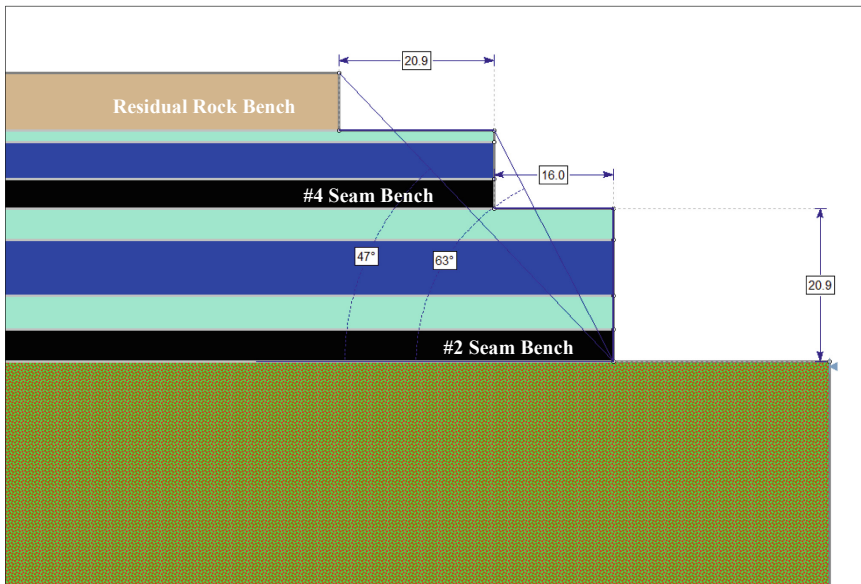 20.9
Residual Rock Bench
16.0
#4 Seam Bench
47°
63°
20.9
#2 Seam Bench